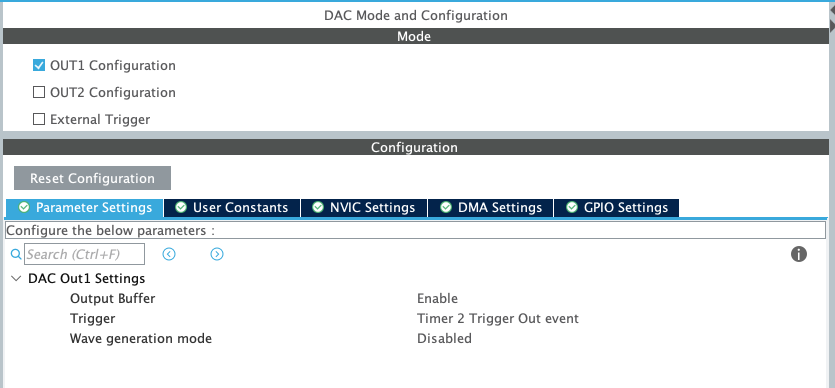 DAC Mode and Configuration
Mode
OUT1 Configuration
OUT2 Configuration
External Trigger
Configuration
Reset Configuration
Parameter Settings User Constants NVIC Settings DMA Settings GPIO Settings
Configure the below parameters :
Search (Ctrl+F)
DAC Out1 Settings
Output Buffer Enable
Trigger Timer 2 Trigger Out event
Wave generation mode Disabled